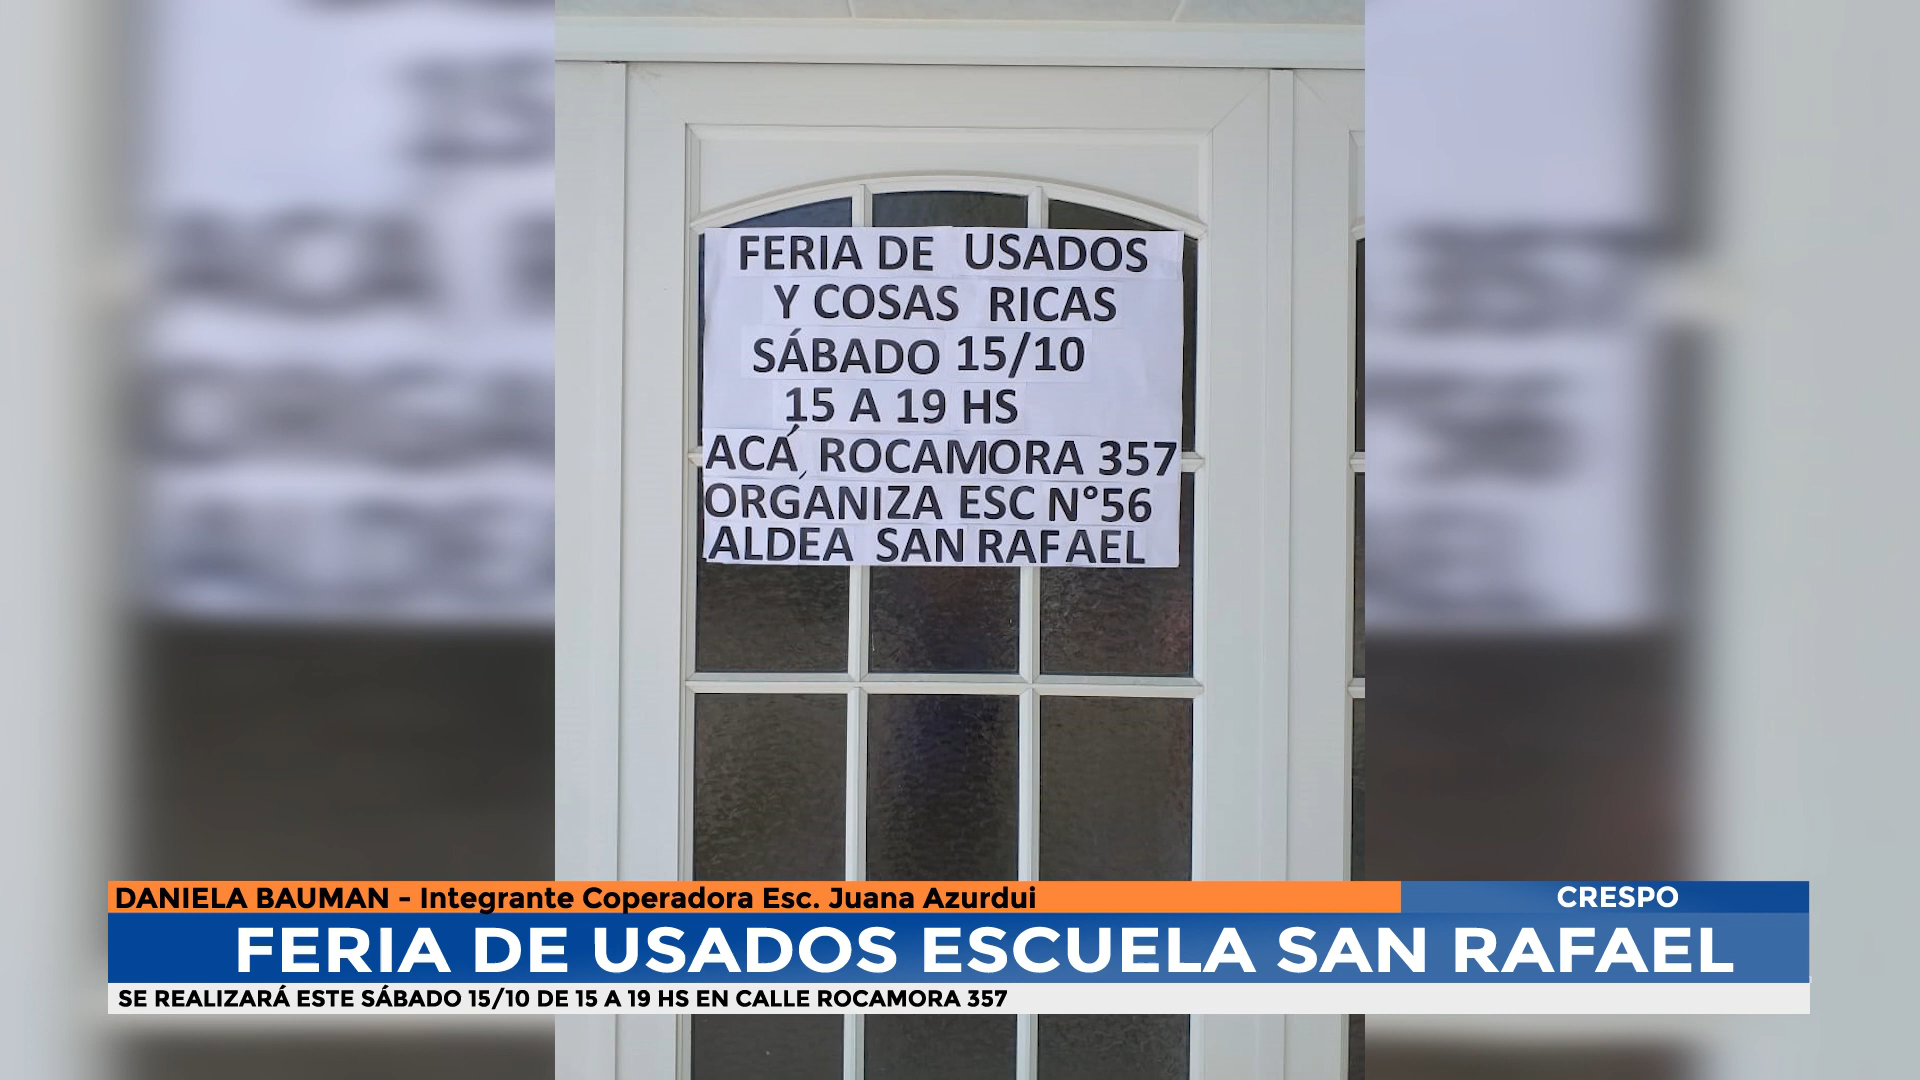 FERIA DE USADOS
Y COSAS RICAS
SÁBADO 15/10
15 A 19 HS
ACÁ ROCAMORA 357
ORGANIZA ESC N°56
ALDEA SAN RAFAEL
DANIELA BAUMAN - Integrante Coperadora Esc. Juana Azurdui
CRESPO
FERIA DE USADOS ESCUELA SAN RAFAEL
SE REALIZARÁ ESTE SÁBADO 15/10 DE 15 A 19 HS EN CALLE ROCAMORA 357